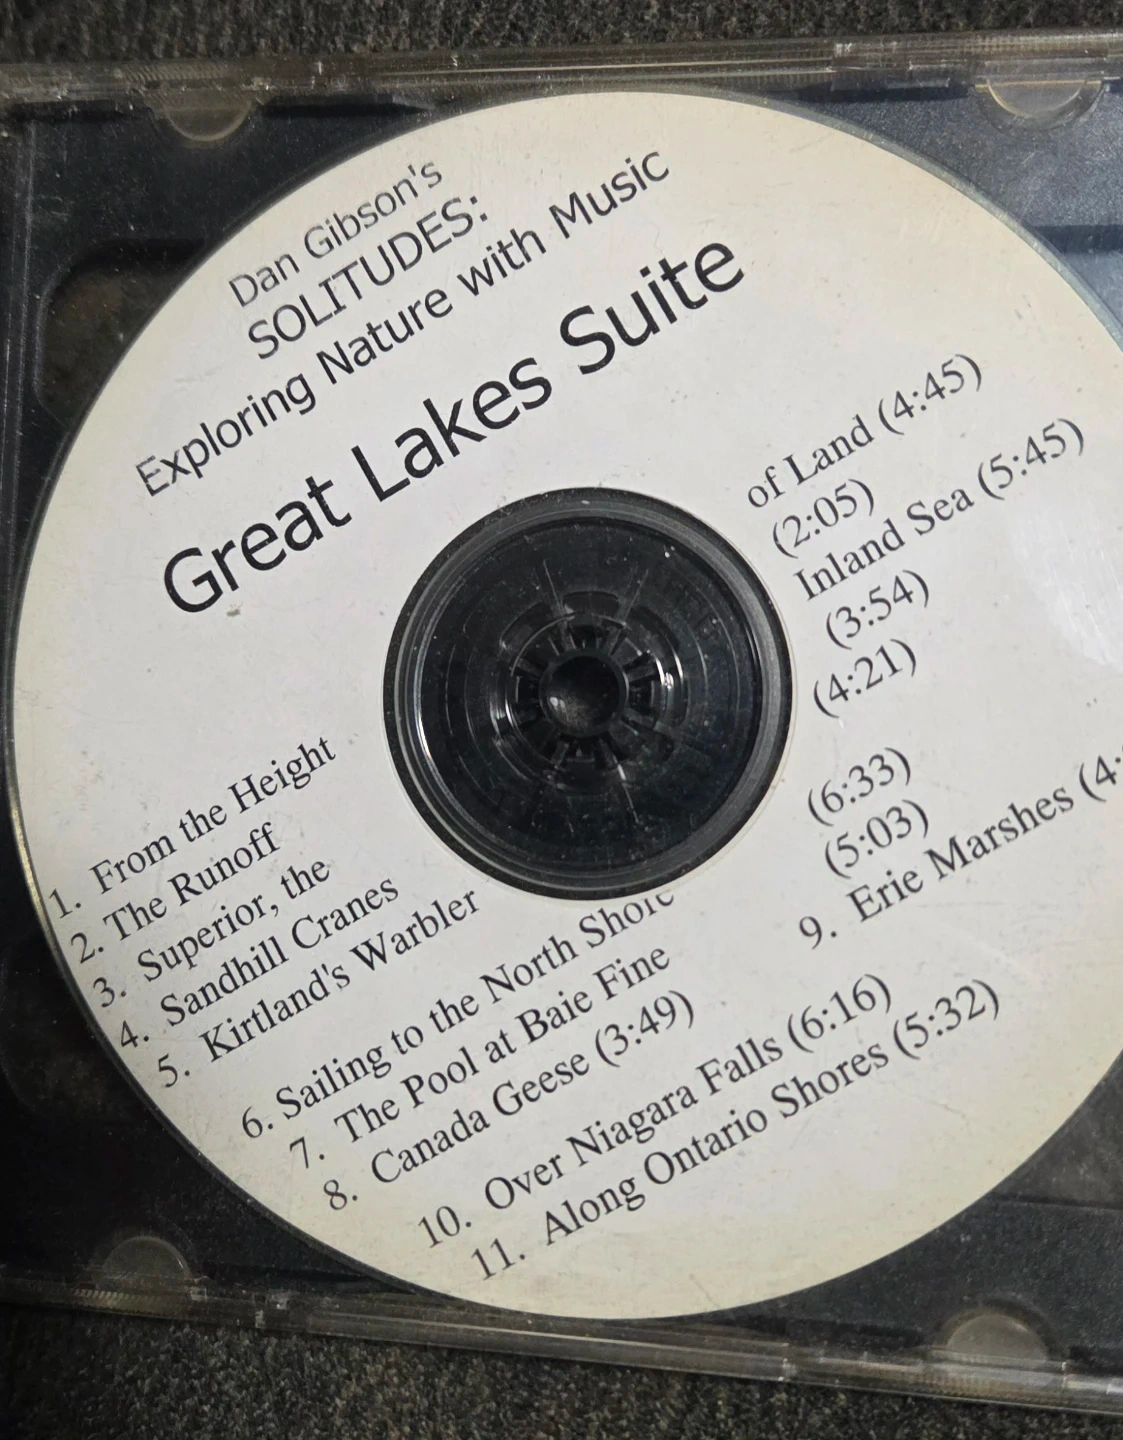 Dan Gibson's
SOLITUDES:
Exploring Nature with Music
Great Lakes Suite
1. From the Height of Land (4:45)
2. The Runoff (2:05)
3. Superior, the Inland Sea (5:45)
4. Sandhill Cranes (3:54)
5. Kirtland's Warbler (4:21)
6. Sailing to the North Shore (6:33)
7. The Pool at Baie Fine (5:03)
8. Canada Geese (3:49)
9. Erie Marshes (4:
10. Over Niagara Falls (6:16)
11. Along Ontario Shores (5:32)